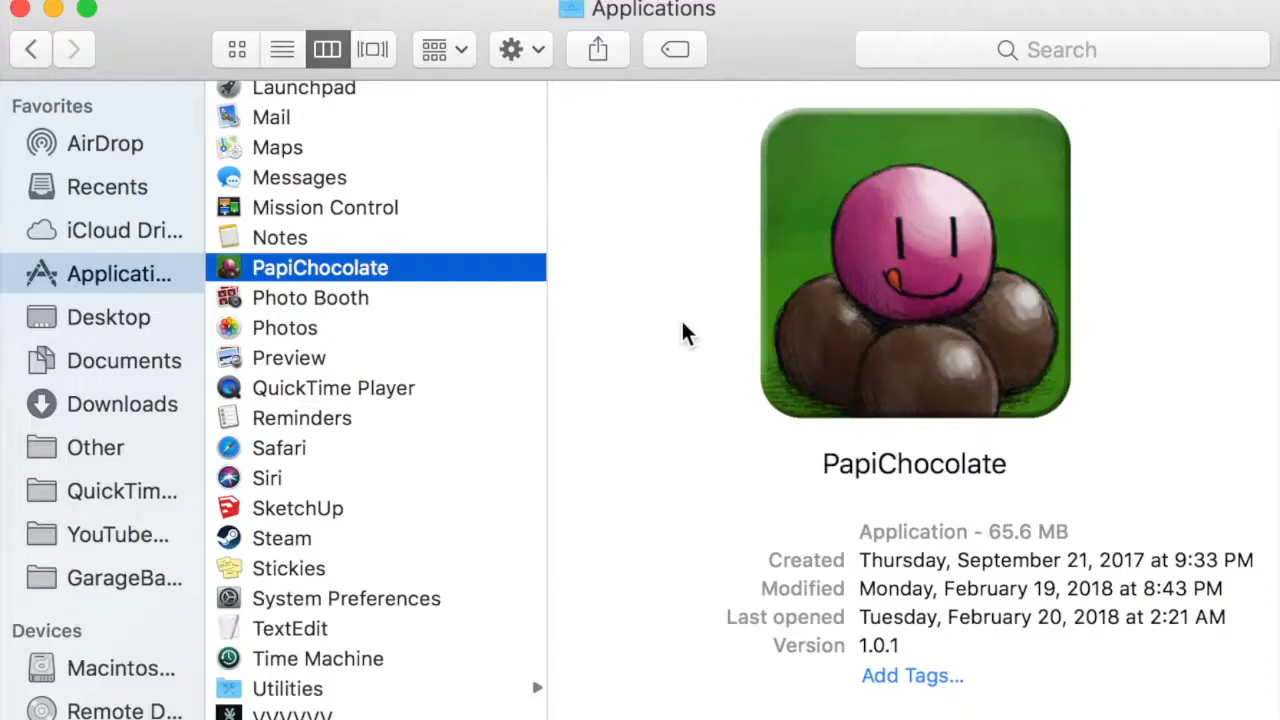 Applications
Search
Favorites
AirDrop
Recents
iCloud Dri...
Applicati...
Desktop
Documents
Downloads
Other
QuickTim...
YouTube...
GarageBa...
Devices
Macintos...
Remote D...
Launchpad
Mail
Maps
Messages
Mission Control
Notes
PapiChocolate
Photo Booth
Photos
Preview
QuickTime Player
Reminders
Safari
Siri
SketchUp
Steam
Stickies
System Preferences
TextEdit
Time Machine
Utilities
VVVVVV
PapiChocolate
Application - 65.6 MB
Created Thursday, September 21, 2017 at 9:33 PM
Modified Monday, February 19, 2018 at 8:43 PM
Last opened Tuesday, February 20, 2018 at 2:21 AM
Version 1.0.1
Add Tags...